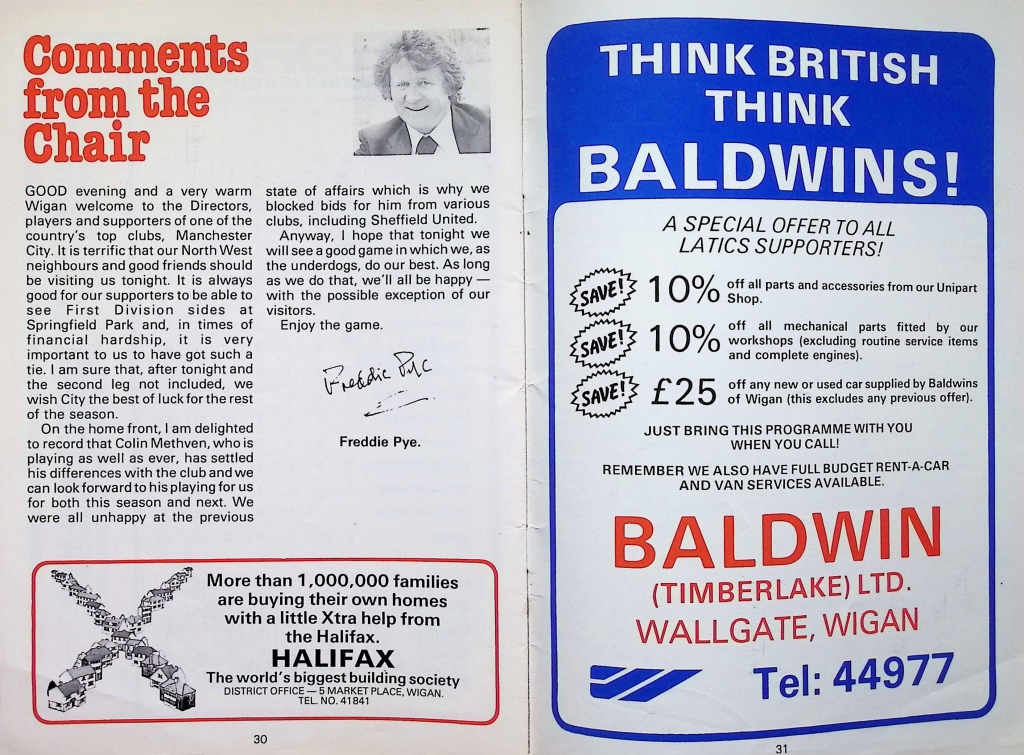 Comments
from the
Chair
GOOD evening and a very warm
Wigan welcome to the Directors,
players and supporters of one of the
country's top clubs, Manchester
City. It is terrific that our North West
neighbours and good friends should
be visiting us tonight. It is always
good for our supporters to be able to
see First Division sides at
Springfield Park and, in times of
financial hardship, it is very
important to us to have got such a
tie. I am sure that, after tonight and
the second leg not included, we
wish City the best of luck for the rest
of the season.
On the home front, I am delighted
to record that Colin Methven, who is
playing as well as ever, has settled
his differences with the club and we
can look forward to his playing for us
for both this season and next. We
were all unhappy at the previous
state of affairs which is why we
blocked bids for him from various
clubs, including Sheffield United.
Anyway, I hope that tonight we
will see a good game in which we, as
the underdogs, do our best. As long
as we do that, we'll all be happy —
with the possible exception of our
visitors.
Enjoy the game.
Freddie Pye
Freddie Pye.
More than 1,000,000 families
are buying their own homes
with a little Xtra help from
the Halifax.
HALIFAX
The world's biggest building society
DISTRICT OFFICE — 5 MARKET PLACE, WIGAN.
TEL. NO. 41841
30
THINK BRITISH
THINK
BALDWINS!
A SPECIAL OFFER TO ALL
LATICS SUPPORTERS!
SAVE! 10% off all parts and accessories from our Unipart
Shop.
SAVE! 10% off all mechanical parts fitted by our
workshops (excluding routine service items
and complete engines).
SAVE! £25 off any new or used car supplied by Baldwins
of Wigan (this excludes any previous offer).
JUST BRING THIS PROGRAMME WITH YOU
WHEN YOU CALL!
REMEMBER WE ALSO HAVE FULL BUDGET RENT-A-CAR
AND VAN SERVICES AVAILABLE.
BALDWIN
(TIMBERLAKE) LTD.
WALLGATE, WIGAN
Tel: 44977
31